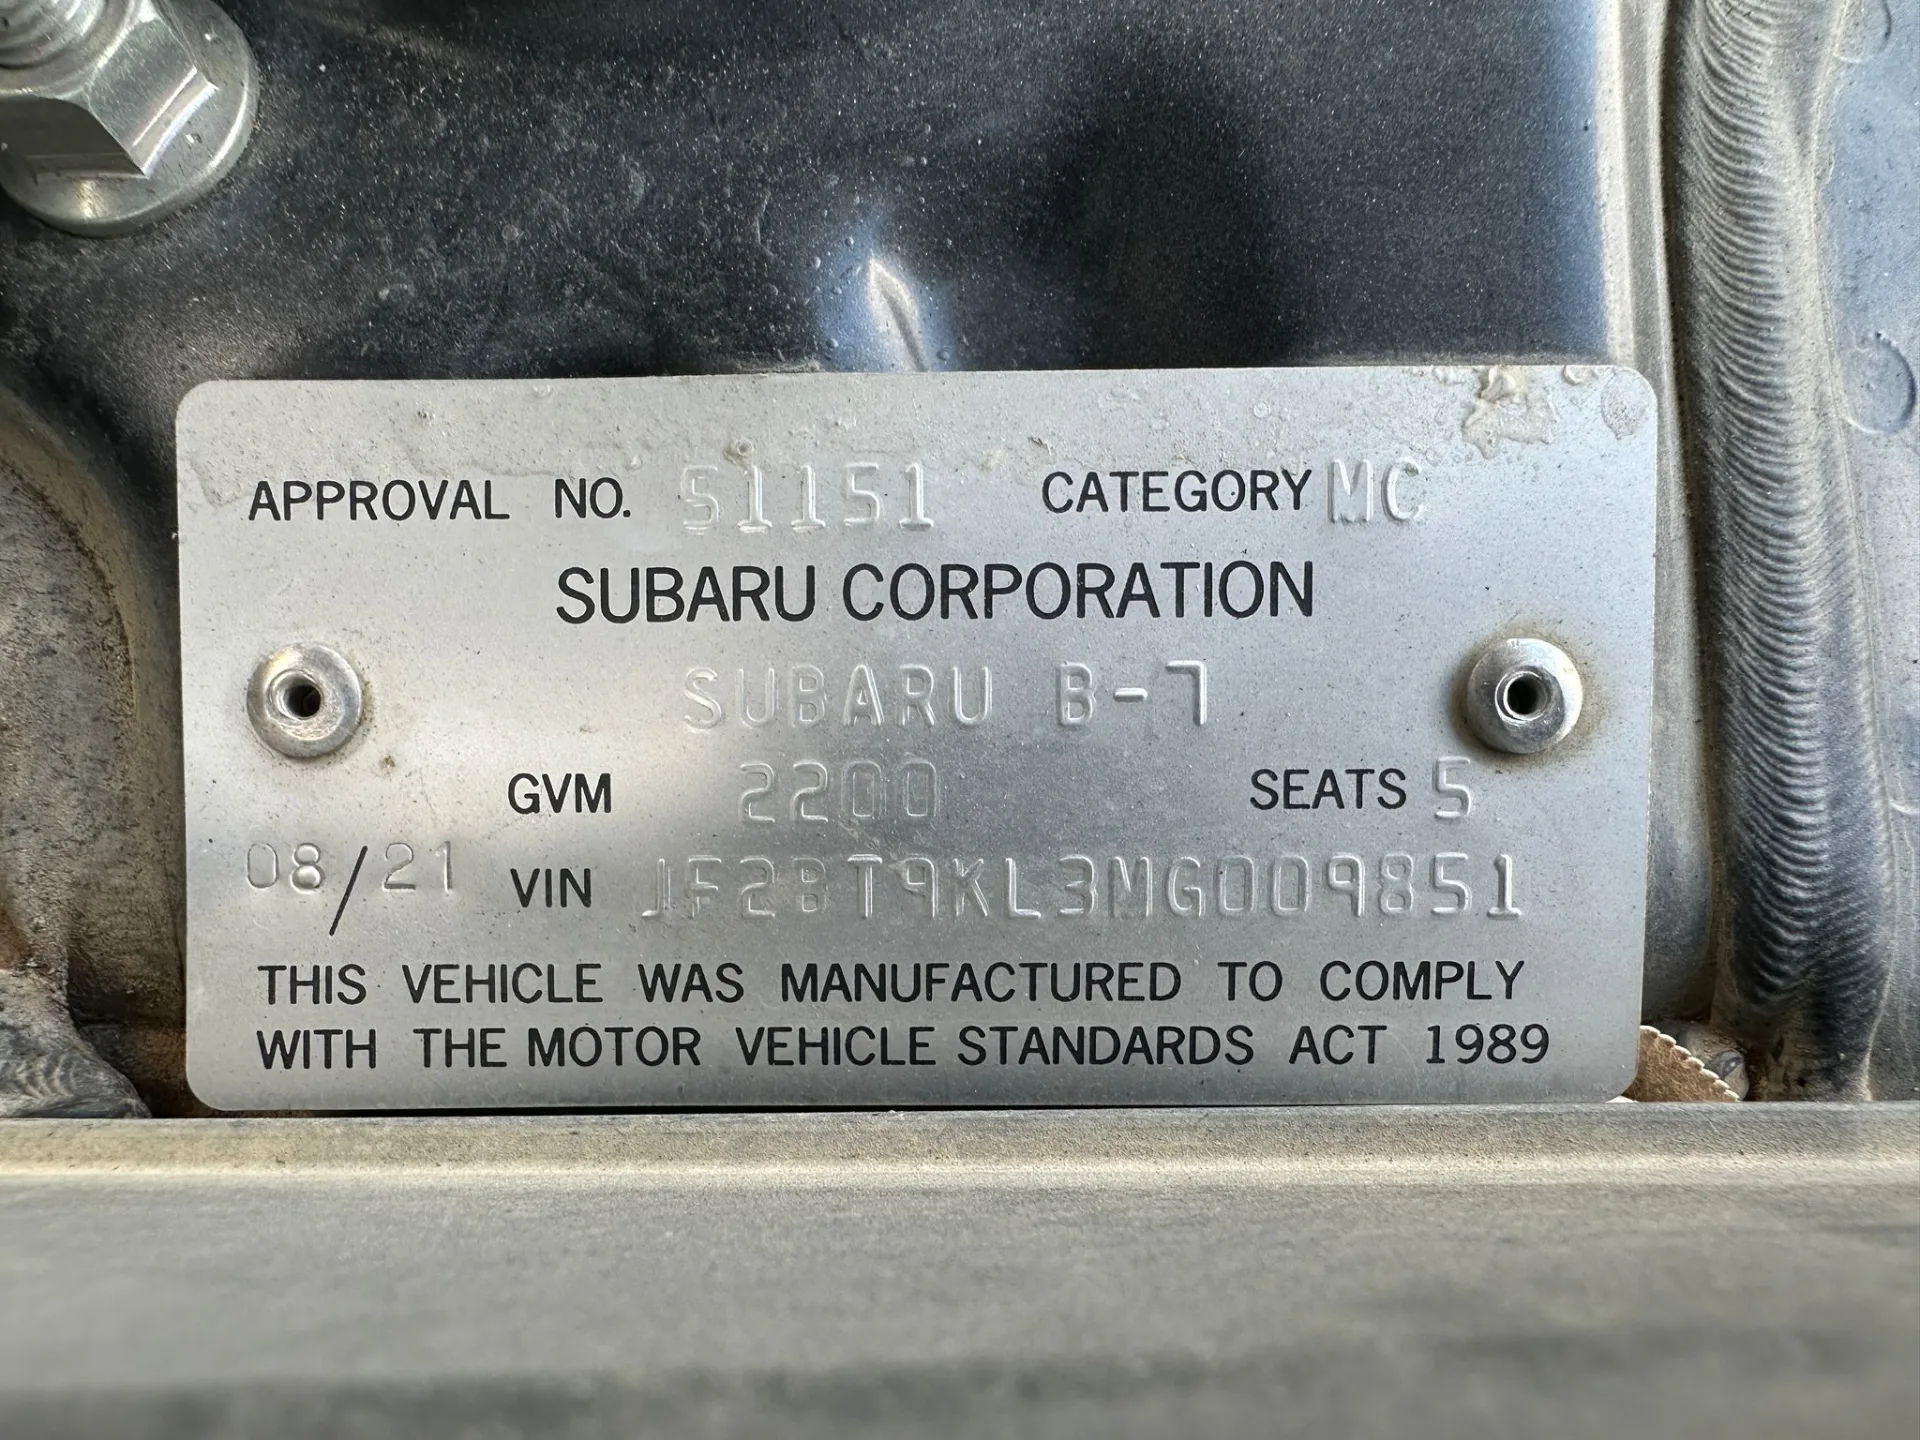 APPROVAL NO. 51151 CATEGORY MC
SUBARU CORPORATION
SUBARU B-7
GVM 2200 SEATS 5
08/21 VIN JF2BT9KL3MG009851
THIS VEHICLE WAS MANUFACTURED TO COMPLY
WITH THE MOTOR VEHICLE STANDARDS ACT 1989